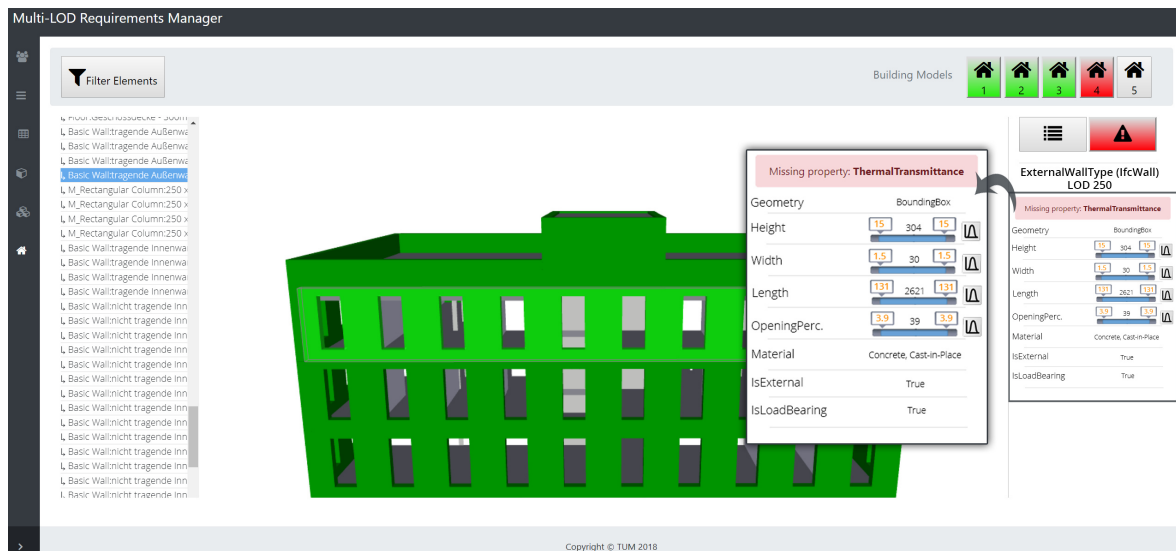 Multi-LOD Requirements Manager
Filter Elements
Building Models
1 2 3 4 5
Floor:Geschossdecke - 300m
Basic Wall:tragende Außenwa
Basic Wall:tragende Außenwa
Basic Wall:tragende Außenwa
Basic Wall:tragende Außenwa
M_Rectangular Column:250 x
M_Rectangular Column:250 x
M_Rectangular Column:250 x
M_Rectangular Column:250 x
Basic Wall:tragende Innenwa
Basic Wall:tragende Innenwa
Basic Wall:tragende Innenwa
Basic Wall:tragende Innenwa
Basic Wall:nicht tragende Inn
Basic Wall:nicht tragende Inn
Basic Wall:nicht tragende Inn
Basic Wall:nicht tragende Inn
Basic Wall:nicht tragende Inn
Basic Wall:nicht tragende Inn
Basic Wall:nicht tragende Inn
Basic Wall:nicht tragende Inn
Basic Wall:nicht tragende Inn
Basic Wall:nicht tragende Inn
Basic Wall:nicht tragende Inn
Basic Wall:nicht tragende Inn
Basic Wall:nicht tragende Inn
Basic Wall:nicht tragende Inn
Missing property: ThermalTransmittance
Geometry BoundingBox
Height 15 304 15
Width 1.5 30 1.5
Length 131 2621 131
OpeningPerc. 3.9 39 3.9
Material Concrete, Cast-in-Place
IsExternal True
IsLoadBearing True
ExternalWallType (IfcWall)
LOD 250
Missing property: ThermalTransmittance
Geometry BoundingBox
Height 15 304 15
Width 1.5 30 1.5
Length 131 2621 131
OpeningPerc. 3.9 39 3.9
Material Concrete, Cast-in-Place
IsExternal True
IsLoadBearing True
Copyright © TUM 2018